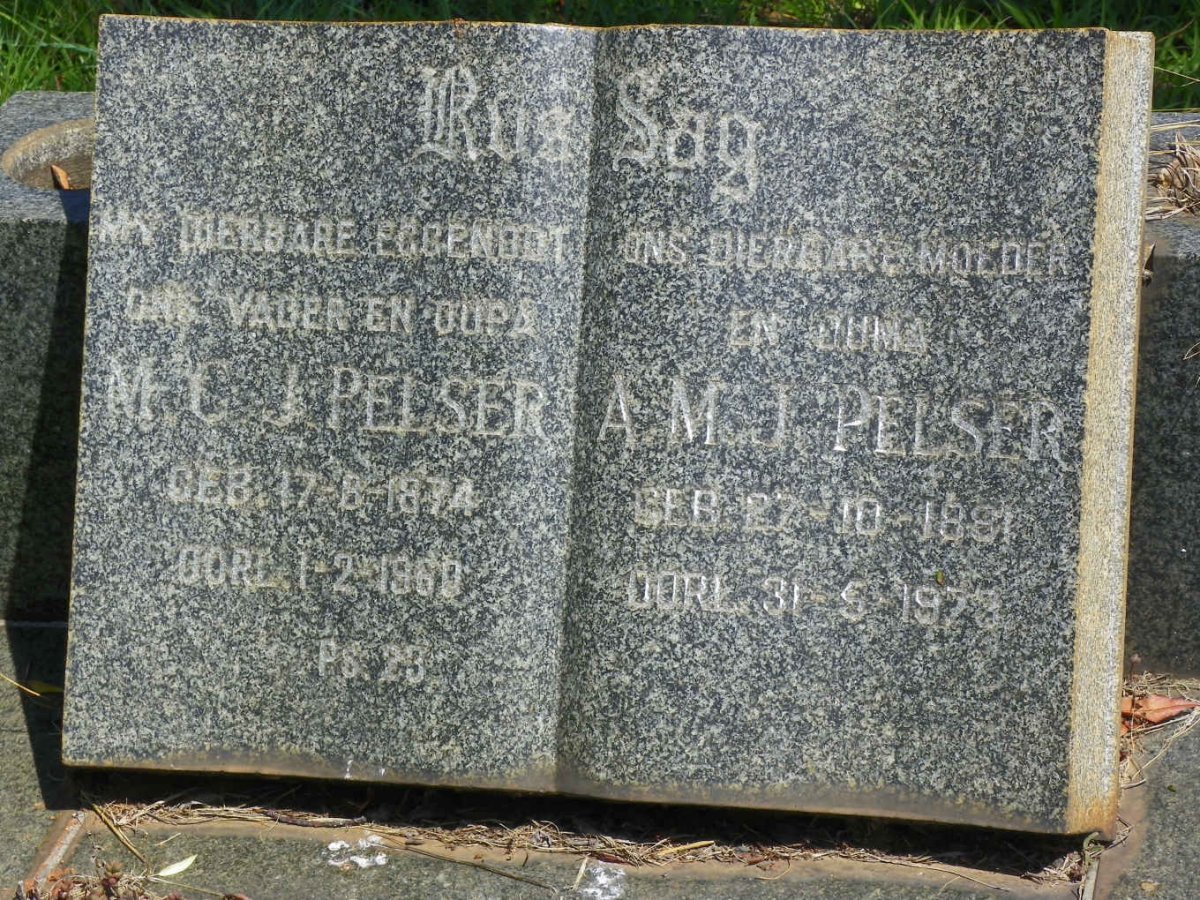 Rus Sag
MY DIERBARE EGGENOOT
ONS VADER EN OUPA
M. C. J. PELSER
GEB. 17-6-1874
OORL. 1-2-1960
PS. 23
ONS DIERBARE MOEDER
EN OUMA
A. M. J. PELSER
GEB. 27-10-1891
OORL. 31-5-1973